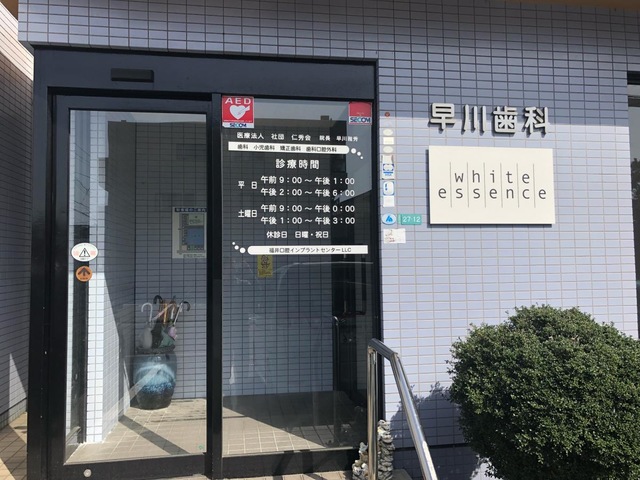 AED
SECOM
SECOM
医療法人 社団 仁秀会 院長 早川
歯科 小児歯科 矯正歯科 歯科口腔外科
診療時間
平 日 午前 9:00 ~ 午後 1:00
午後 2:00 ~ 午後 6:00
土曜日 午前 9:00 ~ 午後 0:00
午後 1:00 ~ 午後 3:00
休診日 日曜・祝日
福井口腔インプラントセンター LLC
早川歯科
white
essence
27-12